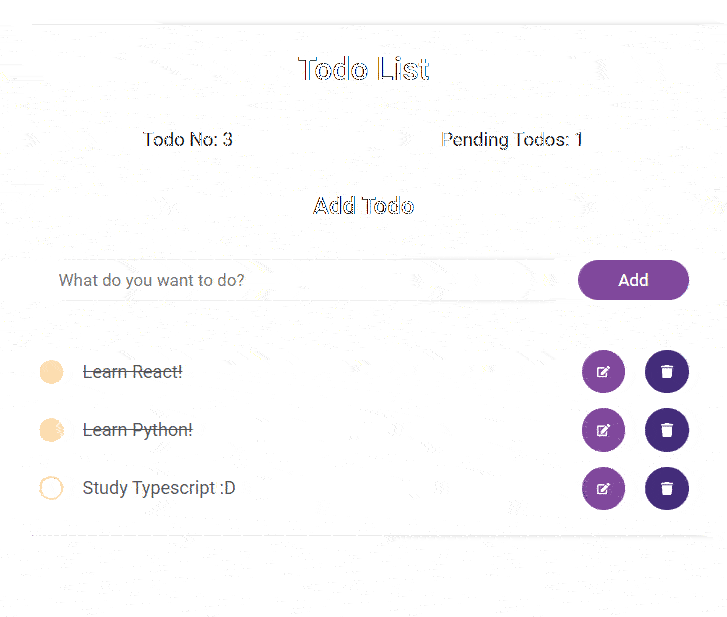 Todo List
Todo No: 3
Pending Todos: 1
Add Todo
What do you want to do?
Add
Learn React!
Learn Python!
Study Typescript :D